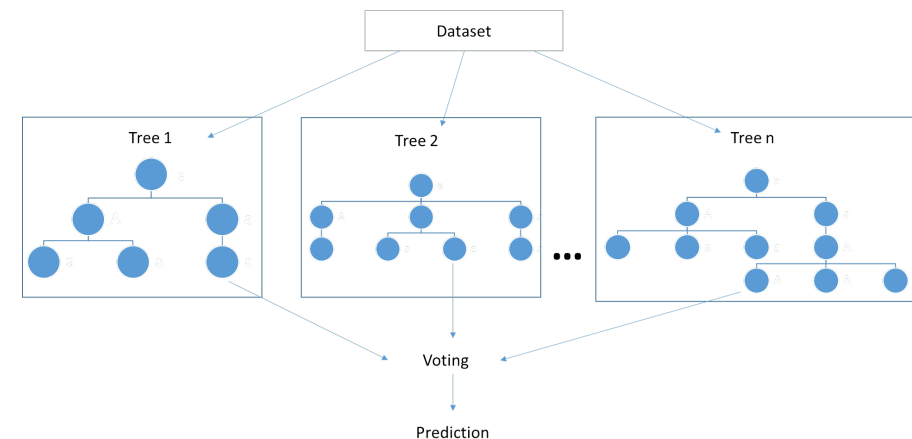 Dataset
Tree 1
Tree 2
Tree n
...
Voting
Prediction